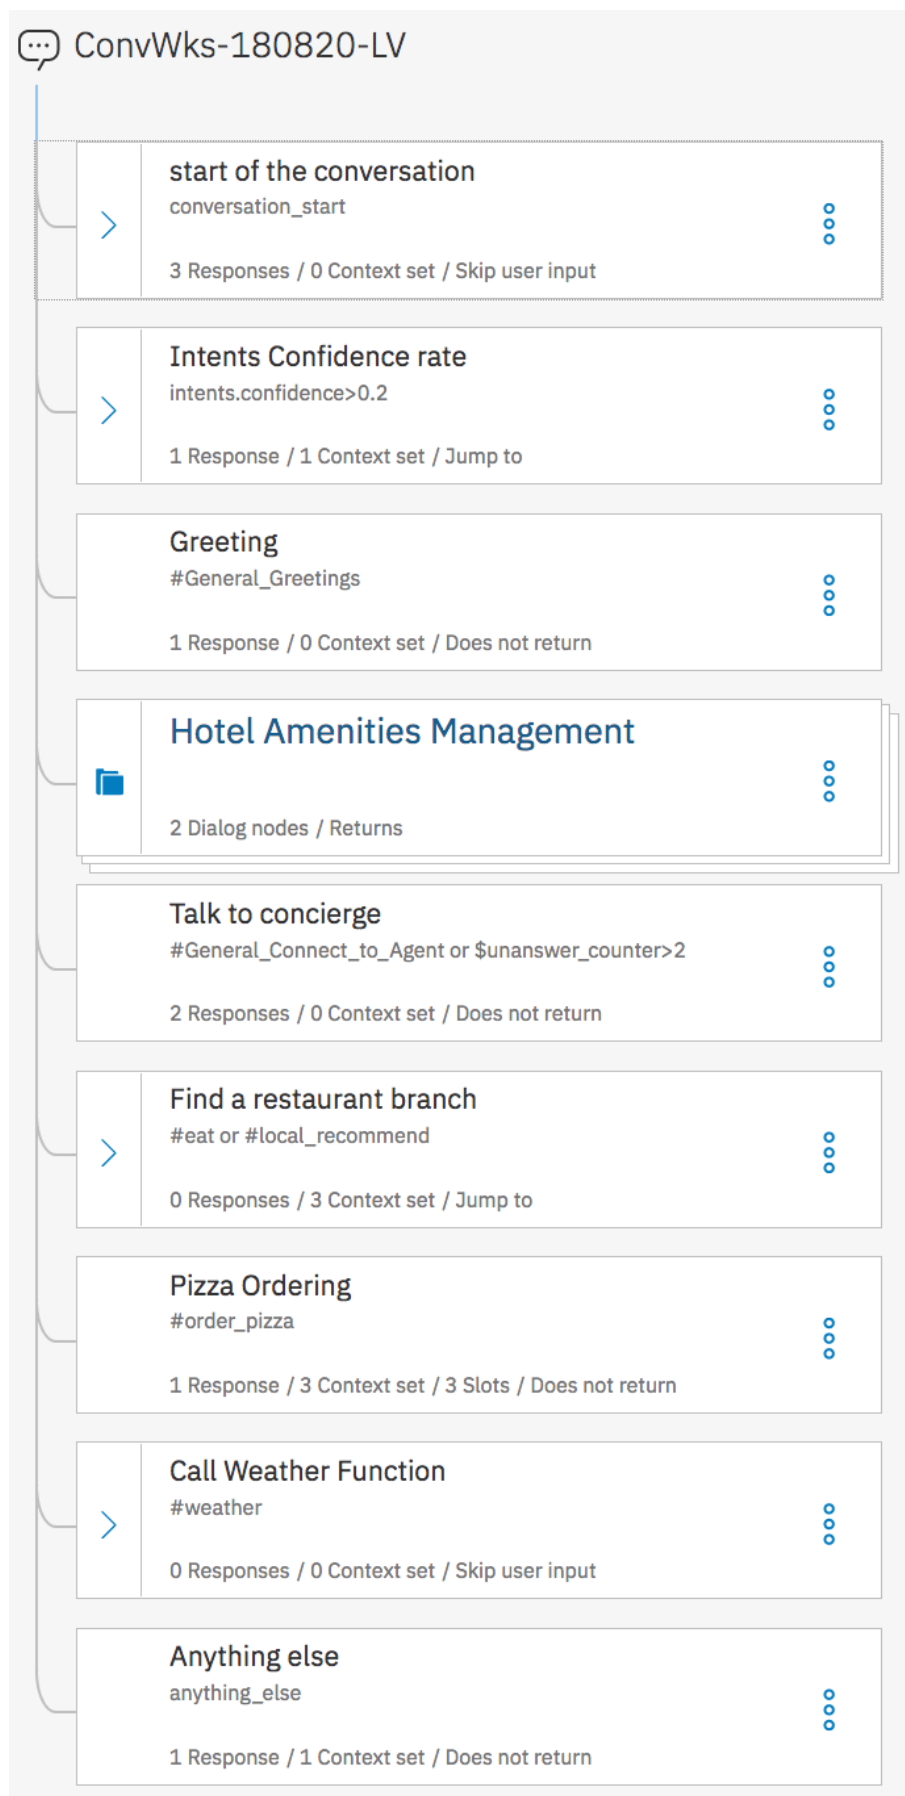 ConvWks-180820-LV
start of the conversation
conversation_start
3 Responses / 0 Context set / Skip user input
Intents Confidence rate
intents.confidence>0.2
1 Response / 1 Context set / Jump to
Greeting
#General_Greetings
1 Response / 0 Context set / Does not return
Hotel Amenities Management
2 Dialog nodes / Returns
Talk to concierge
#General_Connect_to_Agent or $unanswer_counter>2
2 Responses / 0 Context set / Does not return
Find a restaurant branch
#eat or #local_recommend
0 Responses / 3 Context set / Jump to
Pizza Ordering
#order_pizza
1 Response / 3 Context set / 3 Slots / Does not return
Call Weather Function
#weather
0 Responses / 0 Context set / Skip user input
Anything else
anything_else
1 Response / 1 Context set / Does not return